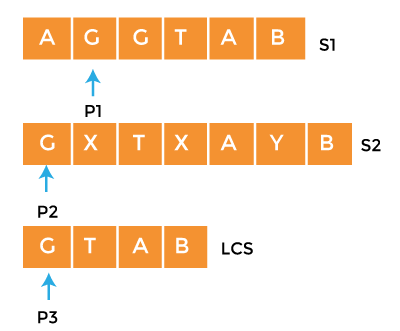 A G G T A B S1
P1
G X T X A Y B S2
P2
G T A B LCS
P3